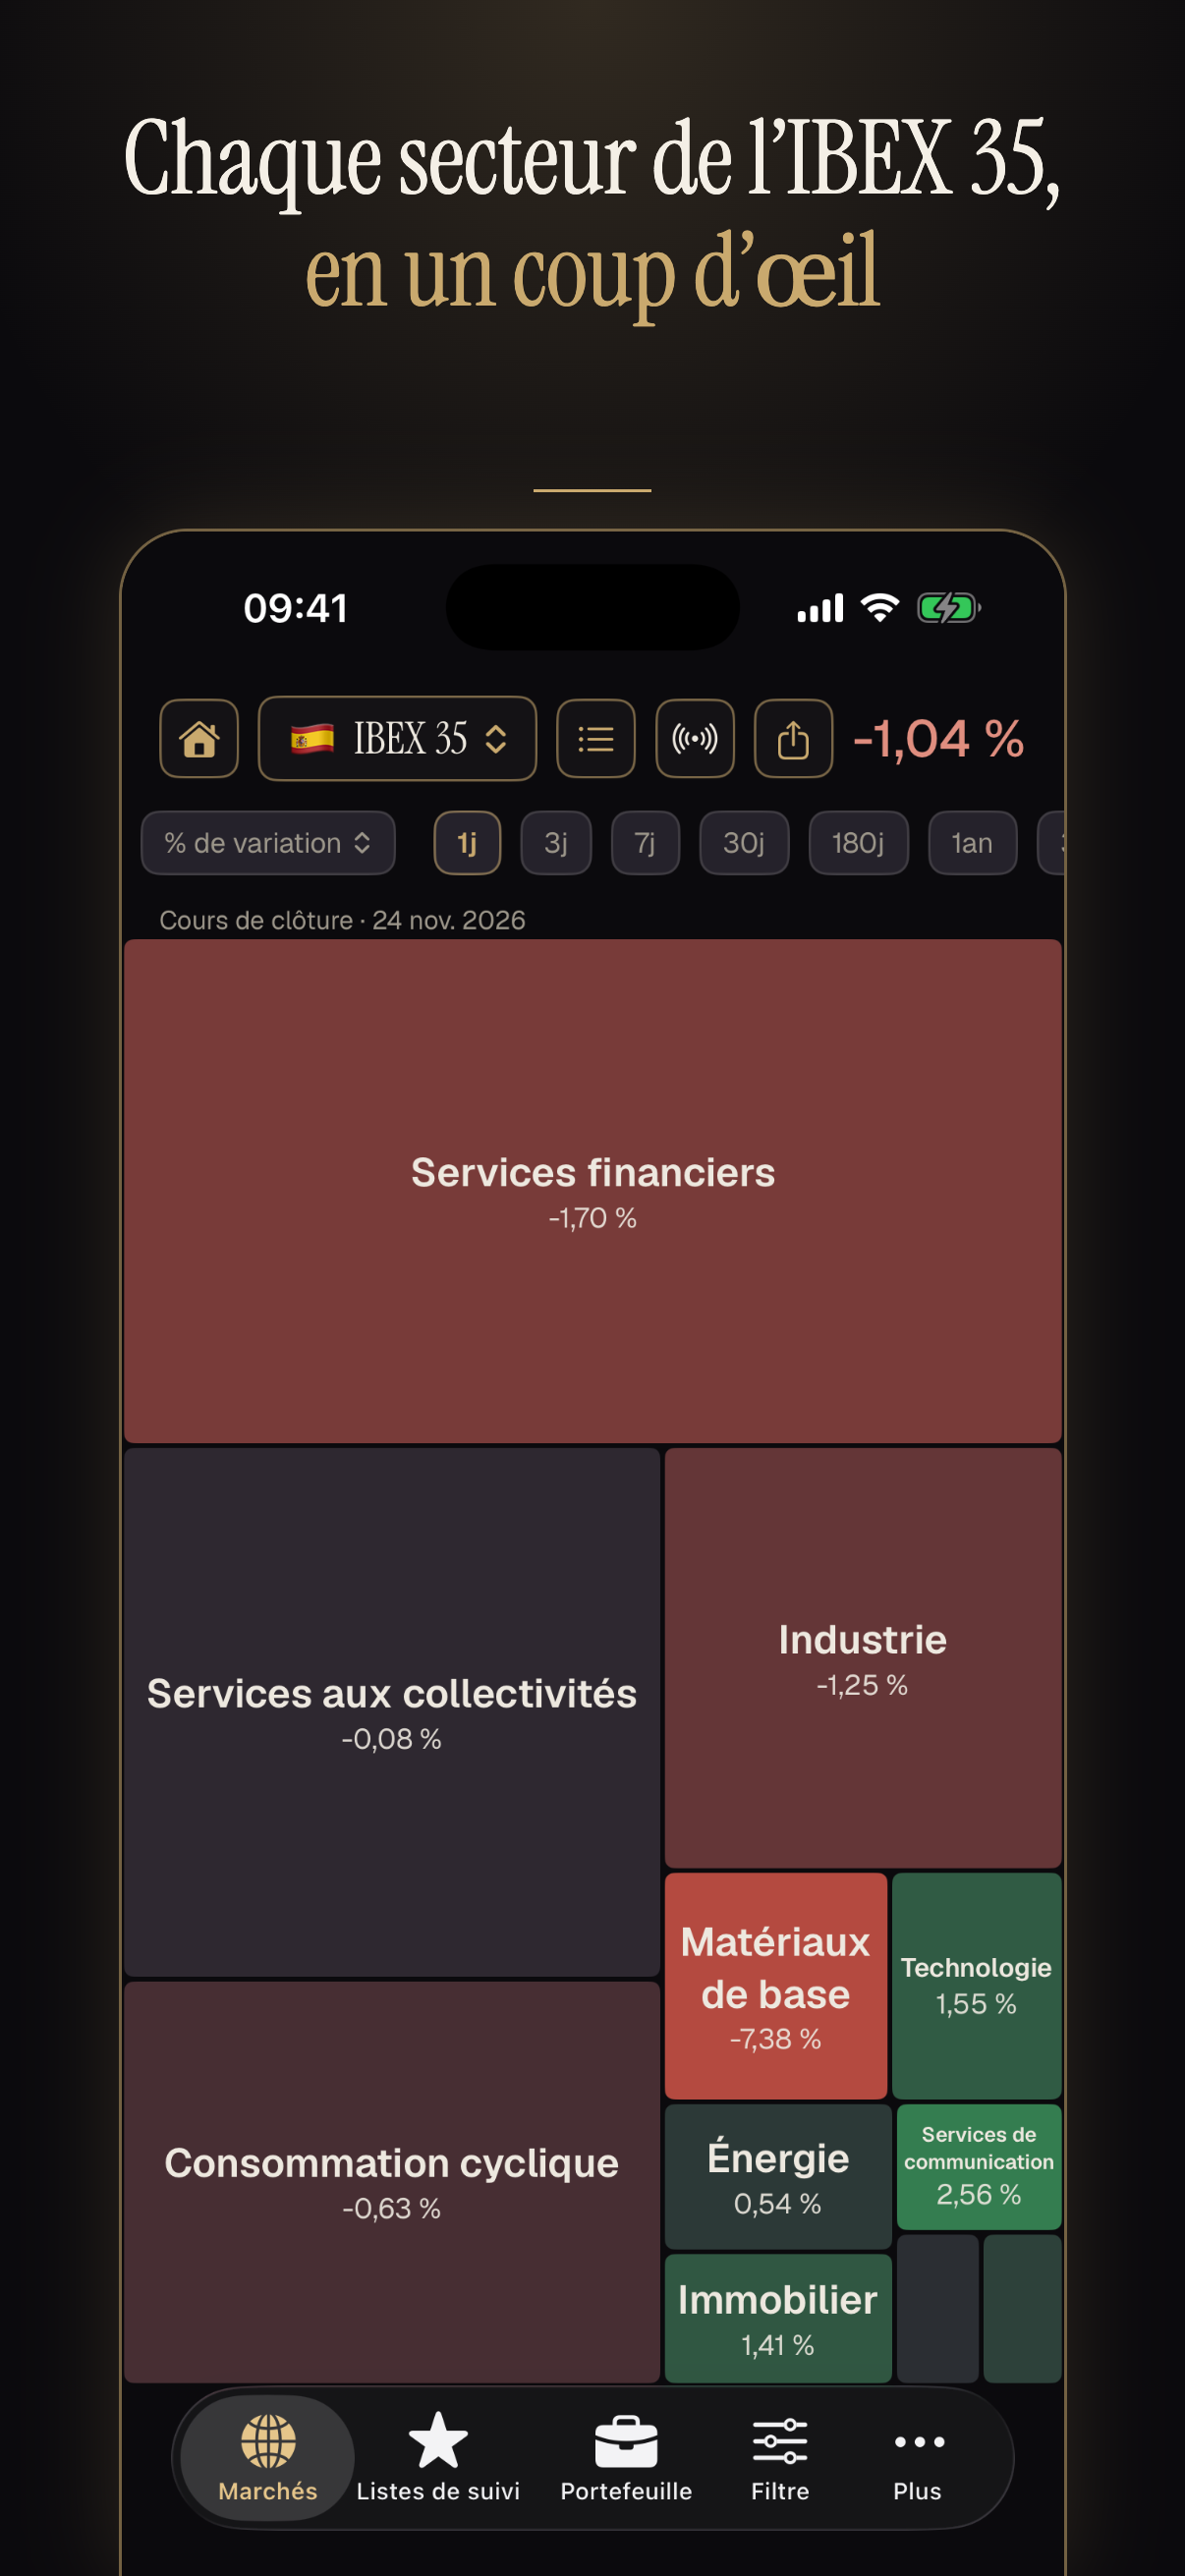 Chaque secteur de l’IBEX 35,
en un coup d’œil
09:41
IBEX 35
-1,04 %
% de variation
1j
3j
7j
30j
180j
1an
Cours de clôture · 24 nov. 2026
Services financiers
-1,70 %
Services aux collectivités
-0,08 %
Industrie
-1,25 %
Matériaux
de base
-7,38 %
Technologie
1,55 %
Consommation cyclique
-0,63 %
Énergie
0,54 %
Services de
communication
2,56 %
Immobilier
1,41 %
Marchés
Listes de suivi
Portefeuille
Filtre
Plus